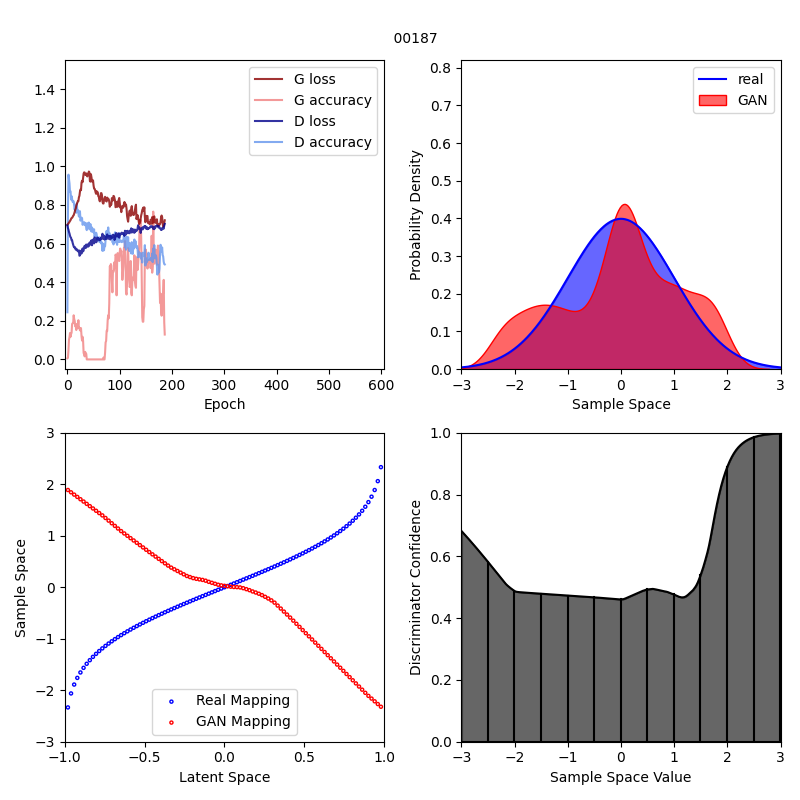 00187
G loss
G accuracy
D loss
D accuracy
1.4
1.2
1.0
0.8
0.6
0.4
0.2
0.0
0 100 200 300 400 500 600
Epoch
real
GAN
Probability Density
0.8
0.7
0.6
0.5
0.4
0.3
0.2
0.1
0.0
−3 −2 −1 0 1 2 3
Sample Space
Sample Space
3
2
1
0
−1
−2
−3
Real Mapping
GAN Mapping
−1.0 −0.5 0.0 0.5 1.0
Latent Space
Discriminator Confidence
1.0
0.8
0.6
0.4
0.2
0.0
−3 −2 −1 0 1 2 3
Sample Space Value